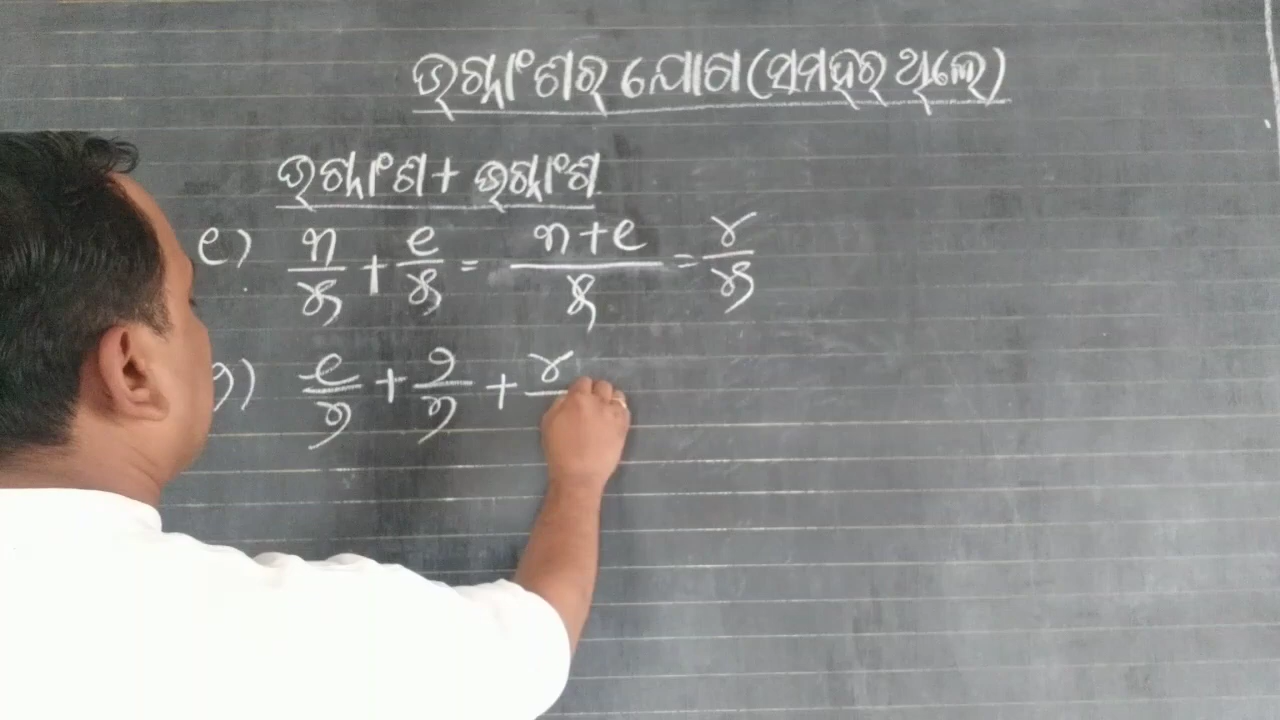 ଭଗ୍ନାଂଶର ଯୋଗ (ସମହର ଥିଲେ)
ଭଗ୍ନାଂଶ + ଭଗ୍ନାଂଶ
୧) ୩/୫ + ୧/୫ = ୩+୧/୫ = ୪/୫
୨) ୧/୭ + ୨/୭ + ୪